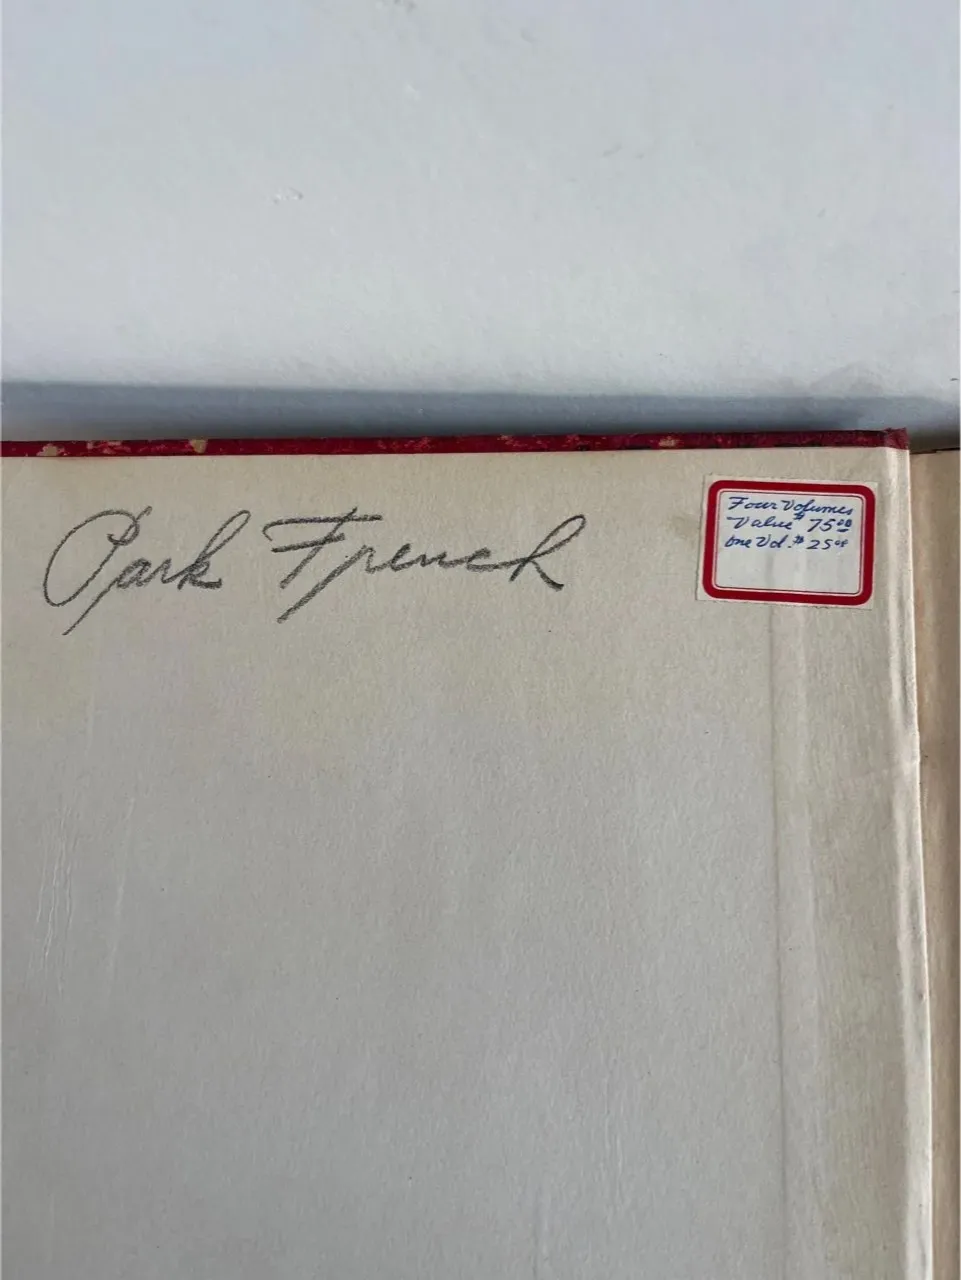 Park French
Four Volumes
Value $ 75.00
One Vol. $ 25.00